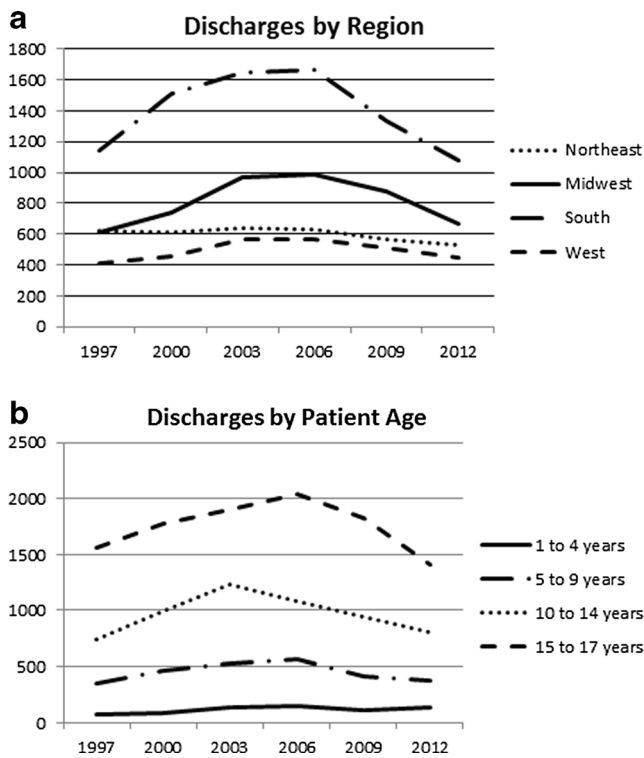 a
Discharges by Region
1800
1600
1400
1200
1000
800
600
400
200
0
1997 2000 2003 2006 2009 2012
Northeast
Midwest
South
West
b
Discharges by Patient Age
2500
2000
1500
1000
500
0
1997 2000 2003 2006 2009 2012
1 to 4 years
5 to 9 years
10 to 14 years
15 to 17 years